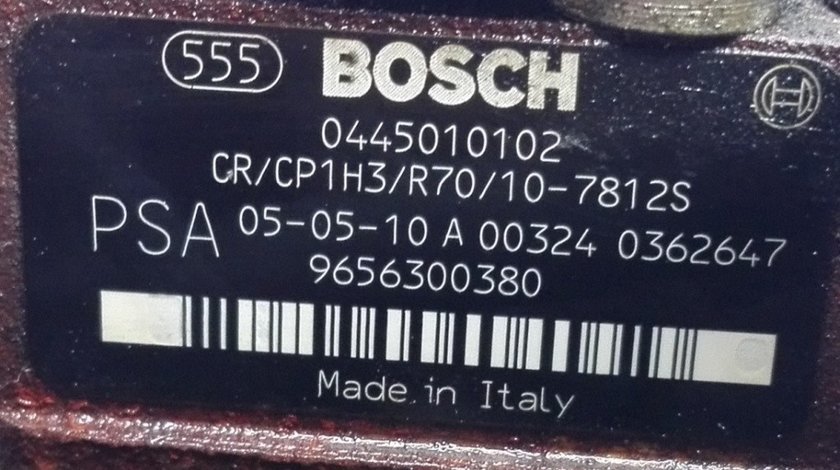 555 BOSCH
0445010102
CR/CP1H3/R70/10-7812S
PSA 05-05-10 A 00324 0362647
9656300380
Made in Italy